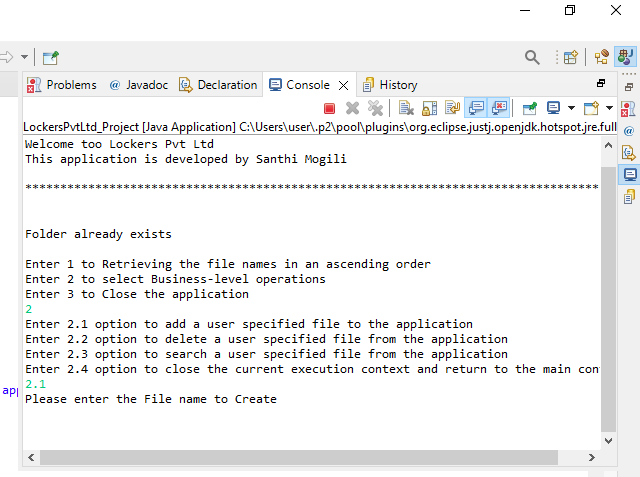 Problems @ Javadoc Declaration Console History
LockersPvtLtd_Project [Java Application] C:\Users\user\.p2\pool\plugins\org.eclipse.justj.openjdk.hotspot.jre.full
Welcome too Lockers Pvt Ltd
This application is developed by Santhi Mogili
**********************************************************************************
Folder already exists
Enter 1 to Retrieving the file names in an ascending order
Enter 2 to select Business-level operations
Enter 3 to Close the application
2
Enter 2.1 option to add a user specified file to the application
Enter 2.2 option to delete a user specified file from the application
Enter 2.3 option to search a user specified file from the application
Enter 2.4 option to close the current execution context and return to the main con
app
2.1
Please enter the File name to Create